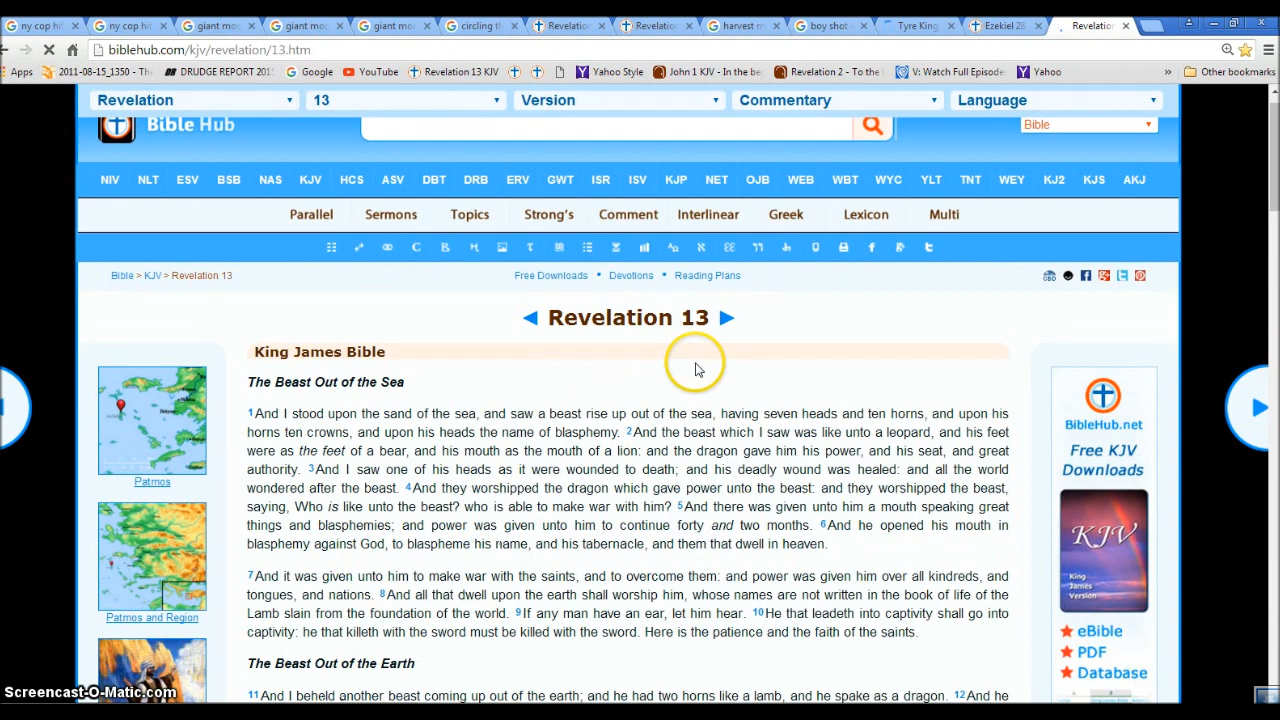 ny cop hit ny cop hit giant moo giant moo giant moo circling th Revelation Revelation harvest m boy shot Tyre King Ezekiel 28 Revelatio
biblehub.com/kjv/revelation/13.htm
Apps 2011-08-15_1350 - Th DRUDGE REPORT 201 Google YouTube Revelation 13 KJV Yahoo Style John 1 KJV - In the be Revelation 2 - To the V: Watch Full Episode Yahoo » Other bookmarks
Revelation 13 Version Commentary Language
Bible Hub Bible
NIV NLT ESV BSB NAS KJV HCS ASV DBT DRB ERV GWT ISR ISV KJP NET OJB WEB WBT WYC YLT TNT WEY KJ2 KJS AKJ
Parallel Sermons Topics Strong's Comment Interlinear Greek Lexicon Multi
Bible > KJV > Revelation 13 Free Downloads • Devotions • Reading Plans
◄ Revelation 13 ►
King James Bible
The Beast Out of the Sea
1And I stood upon the sand of the sea, and saw a beast rise up out of the sea, having seven heads and ten horns, and upon his
horns ten crowns, and upon his heads the name of blasphemy. 2And the beast which I saw was like unto a leopard, and his feet
were as the feet of a bear, and his mouth as the mouth of a lion: and the dragon gave him his power, and his seat, and great
authority. 3And I saw one of his heads as it were wounded to death; and his deadly wound was healed: and all the world
wondered after the beast. 4And they worshipped the dragon which gave power unto the beast: and they worshipped the beast,
saying, Who is like unto the beast? who is able to make war with him? 5And there was given unto him a mouth speaking great
things and blasphemies; and power was given unto him to continue forty and two months. 6And he opened his mouth in
blasphemy against God, to blaspheme his name, and his tabernacle, and them that dwell in heaven.
7And it was given unto him to make war with the saints, and to overcome them: and power was given him over all kindreds, and
tongues, and nations. 8And all that dwell upon the earth shall worship him, whose names are not written in the book of life of the
Lamb slain from the foundation of the world. 9If any man have an ear, let him hear. 10He that leadeth into captivity shall go into
captivity: he that killeth with the sword must be killed with the sword. Here is the patience and the faith of the saints.
The Beast Out of the Earth
11And I beheld another beast coming up out of the earth; and he had two horns like a lamb, and he spake as a dragon. 12And he
Patmos
Patmos and Region
BibleHub.net
Free KJV
Downloads
KJV
King
James
Version
eBible
PDF
Database
Screencast-O-Matic.com